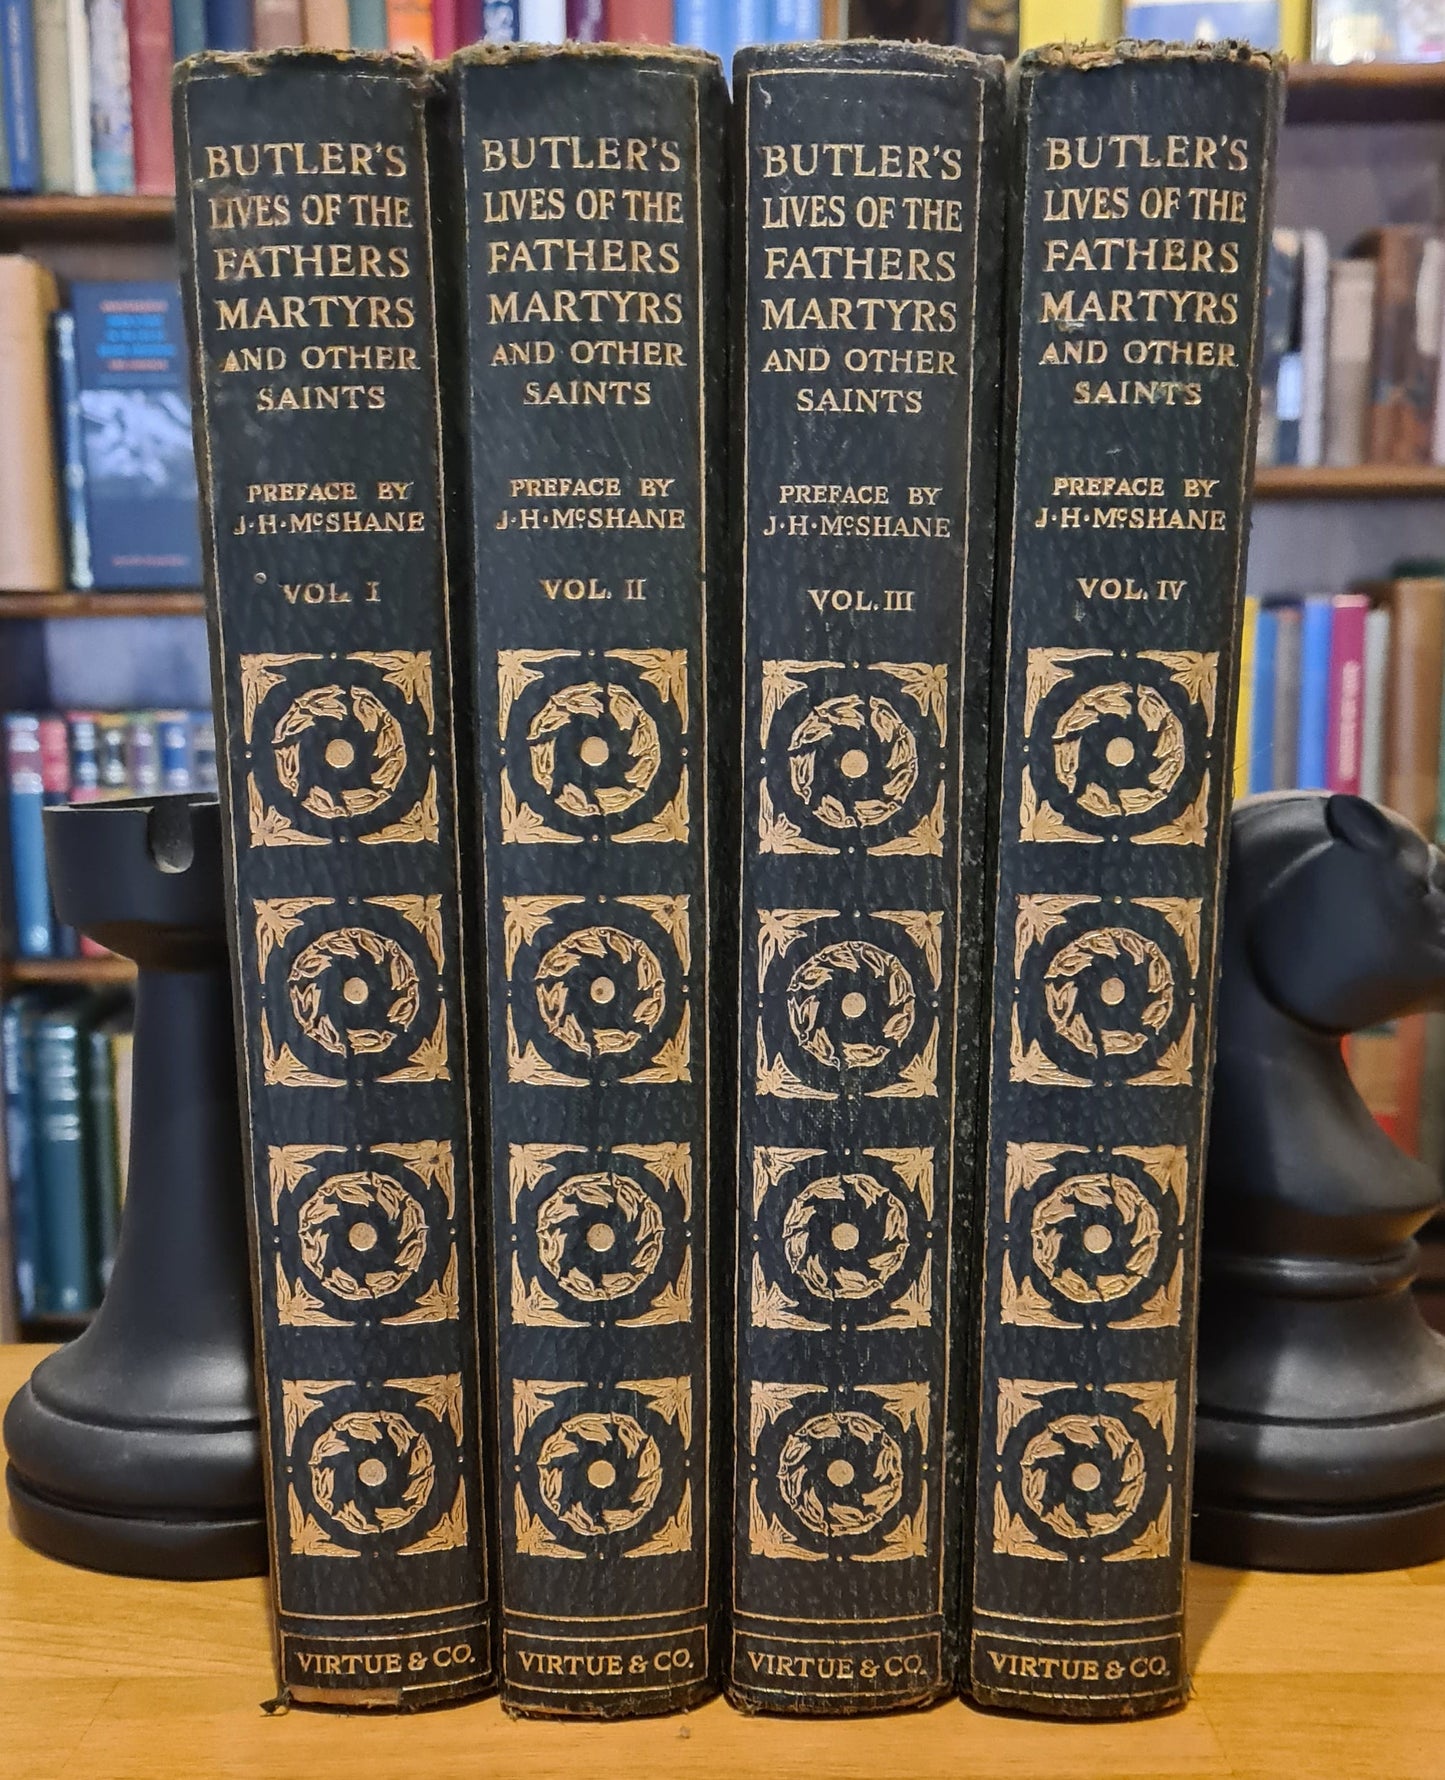 BUTLER'S
LIVES OF THE
FATHERS
MARTYRS
AND OTHER
SAINTS
PREFACE BY
J·H·McSHANE
VOL. I
VIRTUE & CO.
BUTLER'S
LIVES OF THE
FATHERS
MARTYRS
AND OTHER
SAINTS
PREFACE BY
J·H·McSHANE
VOL. II
VIRTUE & CO.
BUTLER'S
LIVES OF THE
FATHERS
MARTYRS
AND OTHER
SAINTS
PREFACE BY
J·H·McSHANE
VOL. III
VIRTUE & CO.
BUTLER'S
LIVES OF THE
FATHERS
MARTYRS
AND OTHER
SAINTS
PREFACE BY
J·H·McSHANE
VOL. IV
VIRTUE & CO.